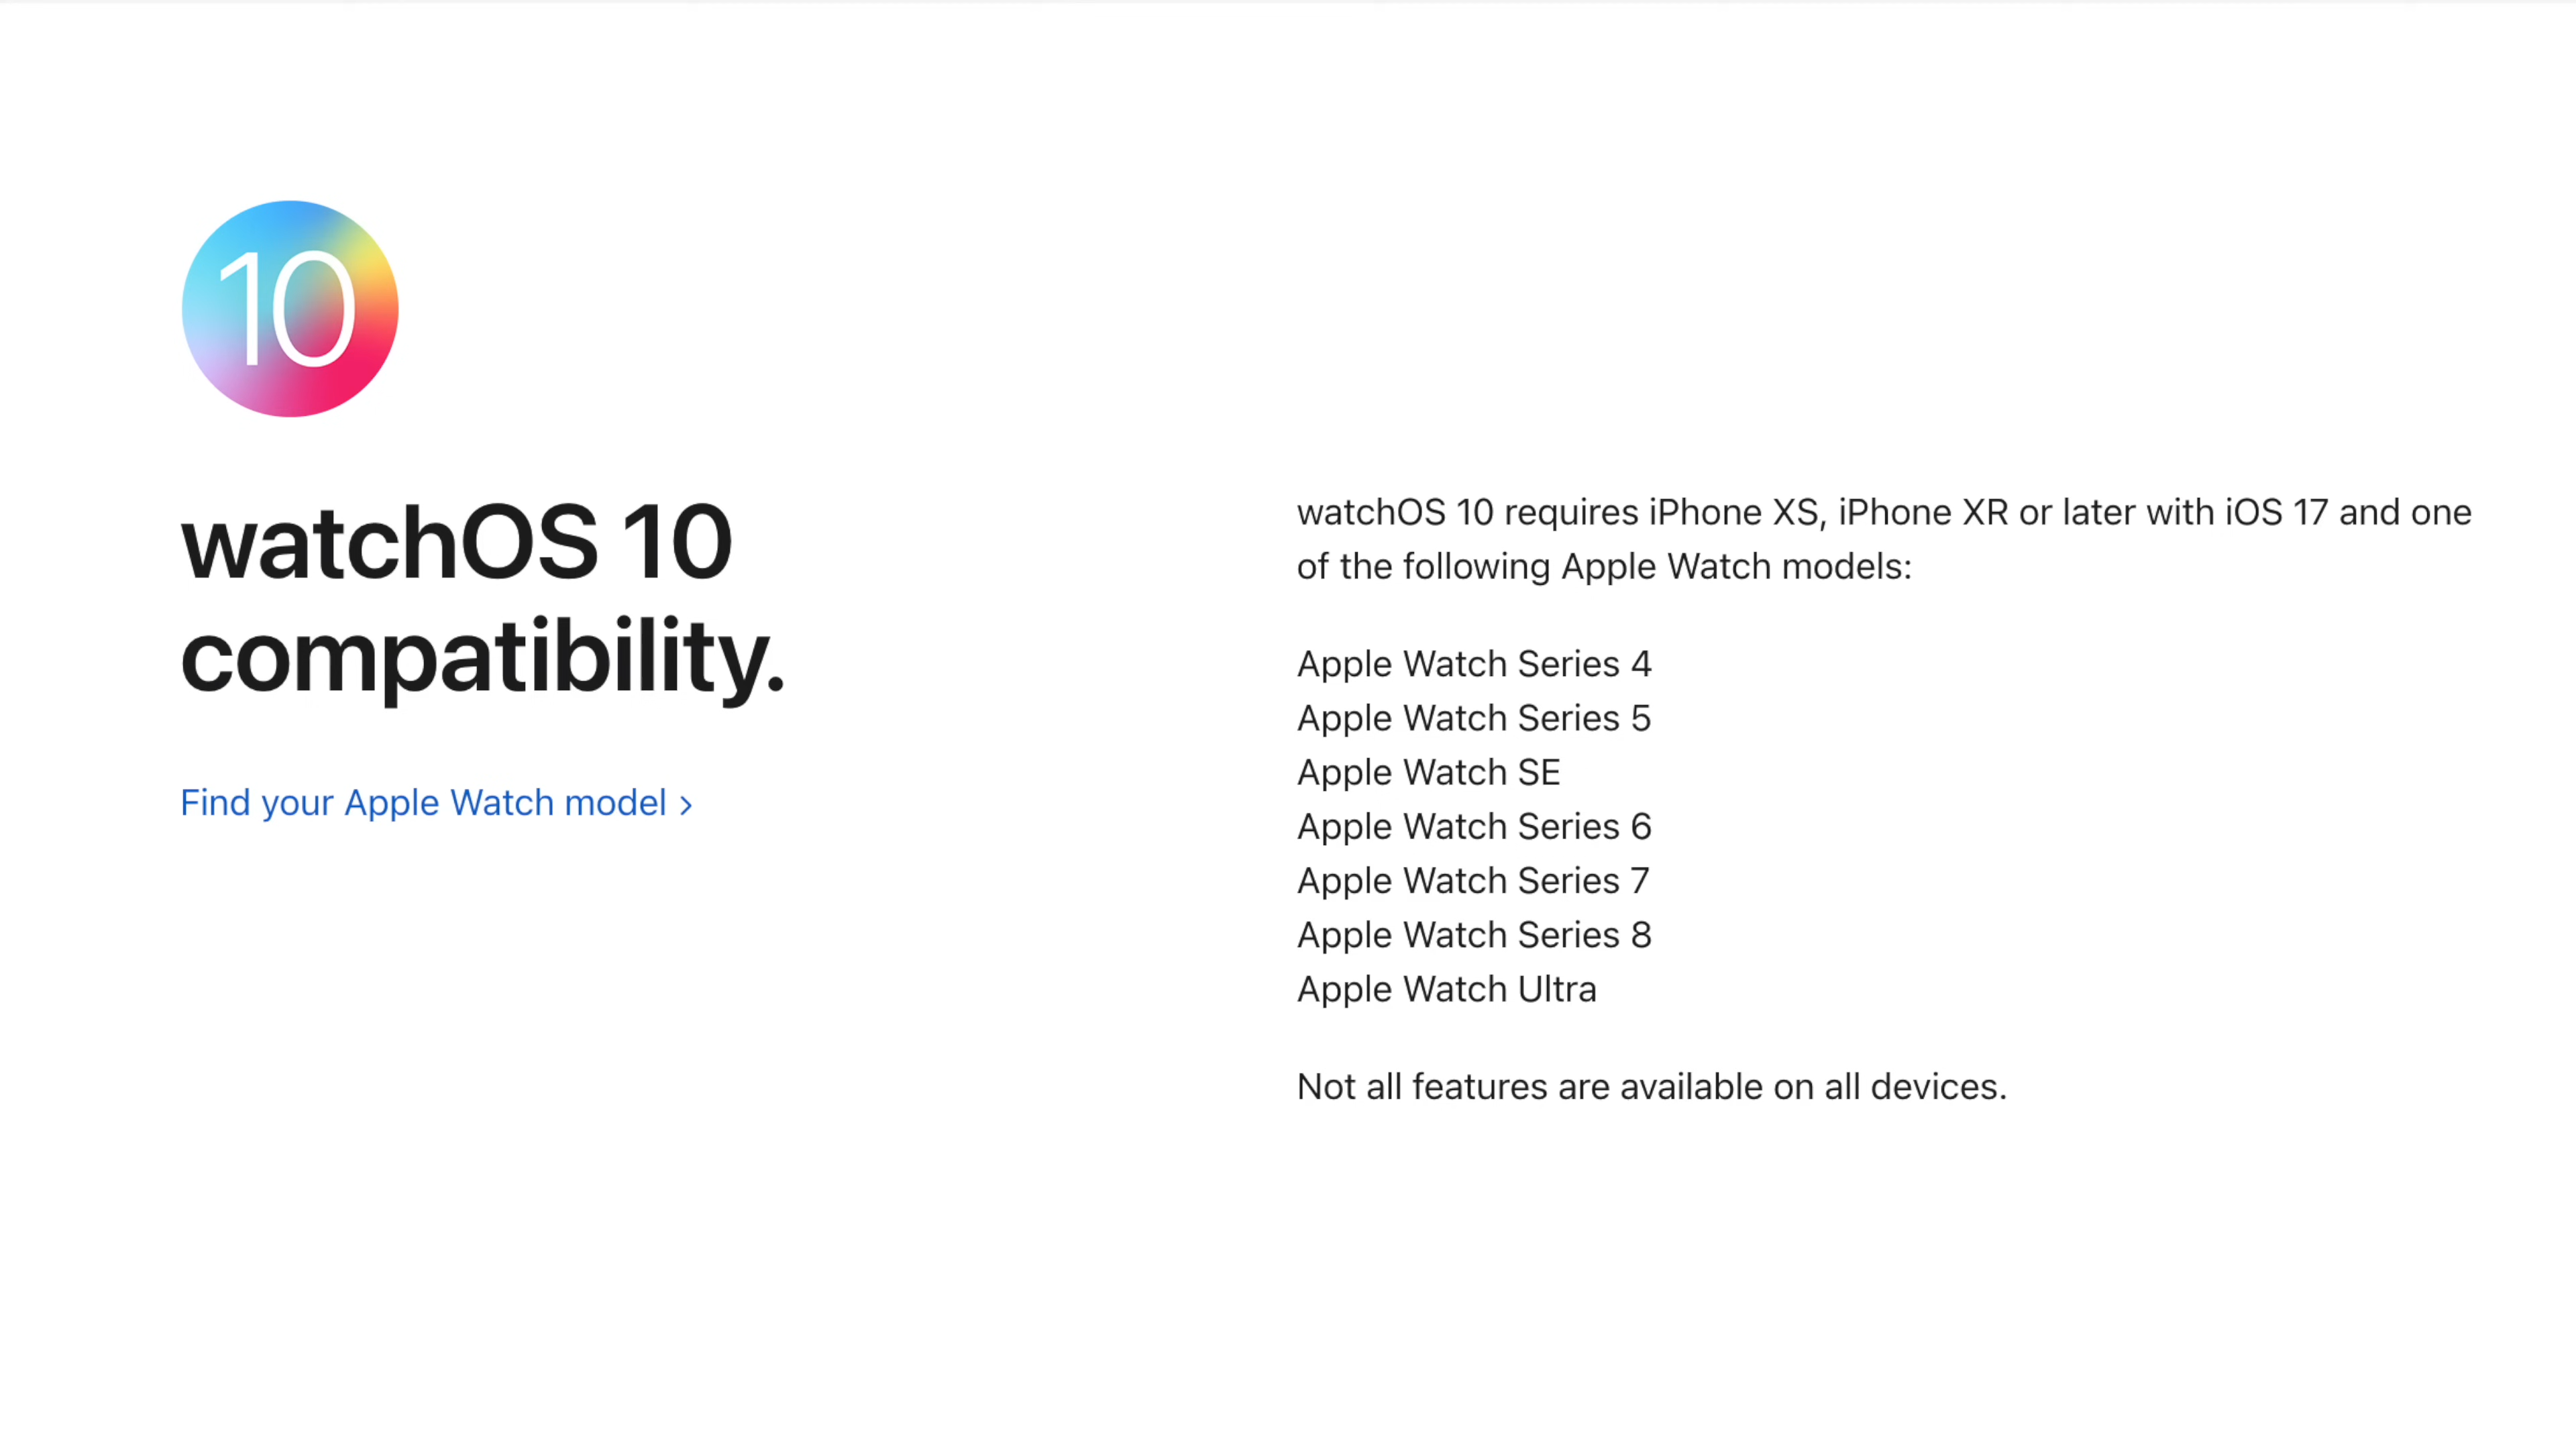 10
watchOS 10
compatibility.
Find your Apple Watch model >
watchOS 10 requires iPhone XS, iPhone XR or later with iOS 17 and one
of the following Apple Watch models:
Apple Watch Series 4
Apple Watch Series 5
Apple Watch SE
Apple Watch Series 6
Apple Watch Series 7
Apple Watch Series 8
Apple Watch Ultra
Not all features are available on all devices.